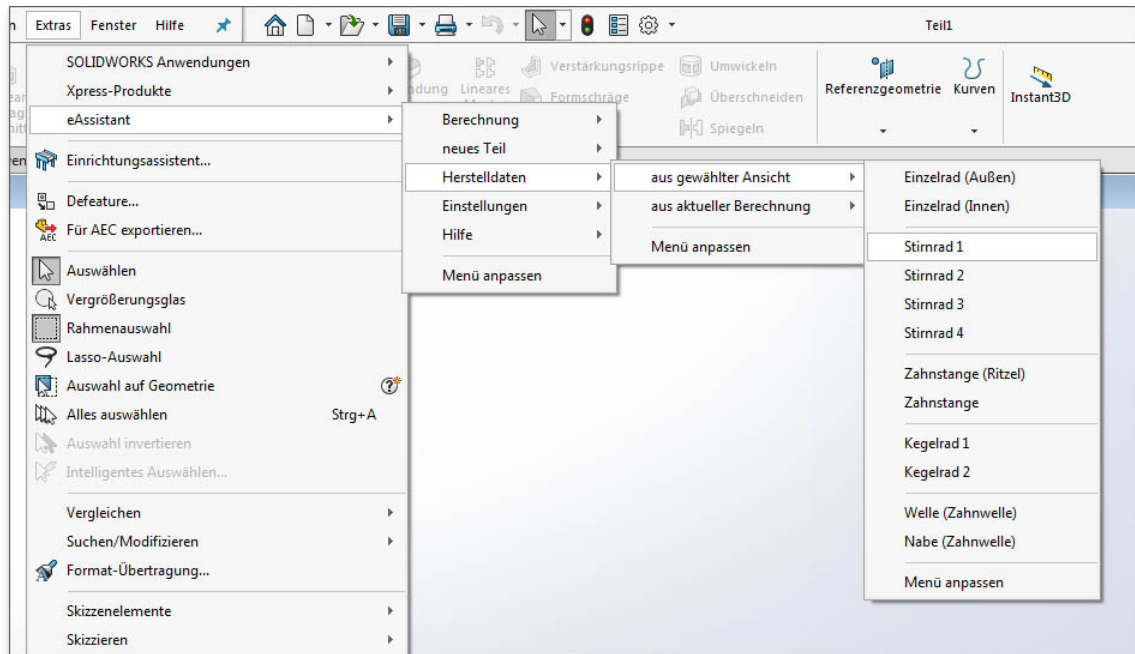 n Extras Fenster Hilfe Teil1
SOLIDWORKS Anwendungen
Xpress-Produkte
eAssistant
Einrichtungsassistent...
Defeature...
Für AEC exportieren...
AEC
Auswählen
Vergrößerungsglas
Rahmenauswahl
Lasso-Auswahl
Auswahl auf Geometrie
Alles auswählen Strg+A
Auswahl invertieren
Intelligentes Auswählen...
Vergleichen
Suchen/Modifizieren
Format-Übertragung...
Skizzenelemente
Skizzieren
Lineares
Verstärkungsrippe
Formschräge
Umwickeln
Überschneiden
Spiegeln
Referenzgeometrie
Kurven
Instant3D
Berechnung
neues Teil
Herstelldaten
Einstellungen
Hilfe
Menü anpassen
aus gewählter Ansicht
aus aktueller Berechnung
Menü anpassen
Einzelrad (Außen)
Einzelrad (Innen)
Stirnrad 1
Stirnrad 2
Stirnrad 3
Stirnrad 4
Zahnstange (Ritzel)
Zahnstange
Kegelrad 1
Kegelrad 2
Welle (Zahnwelle)
Nabe (Zahnwelle)
Menü anpassen